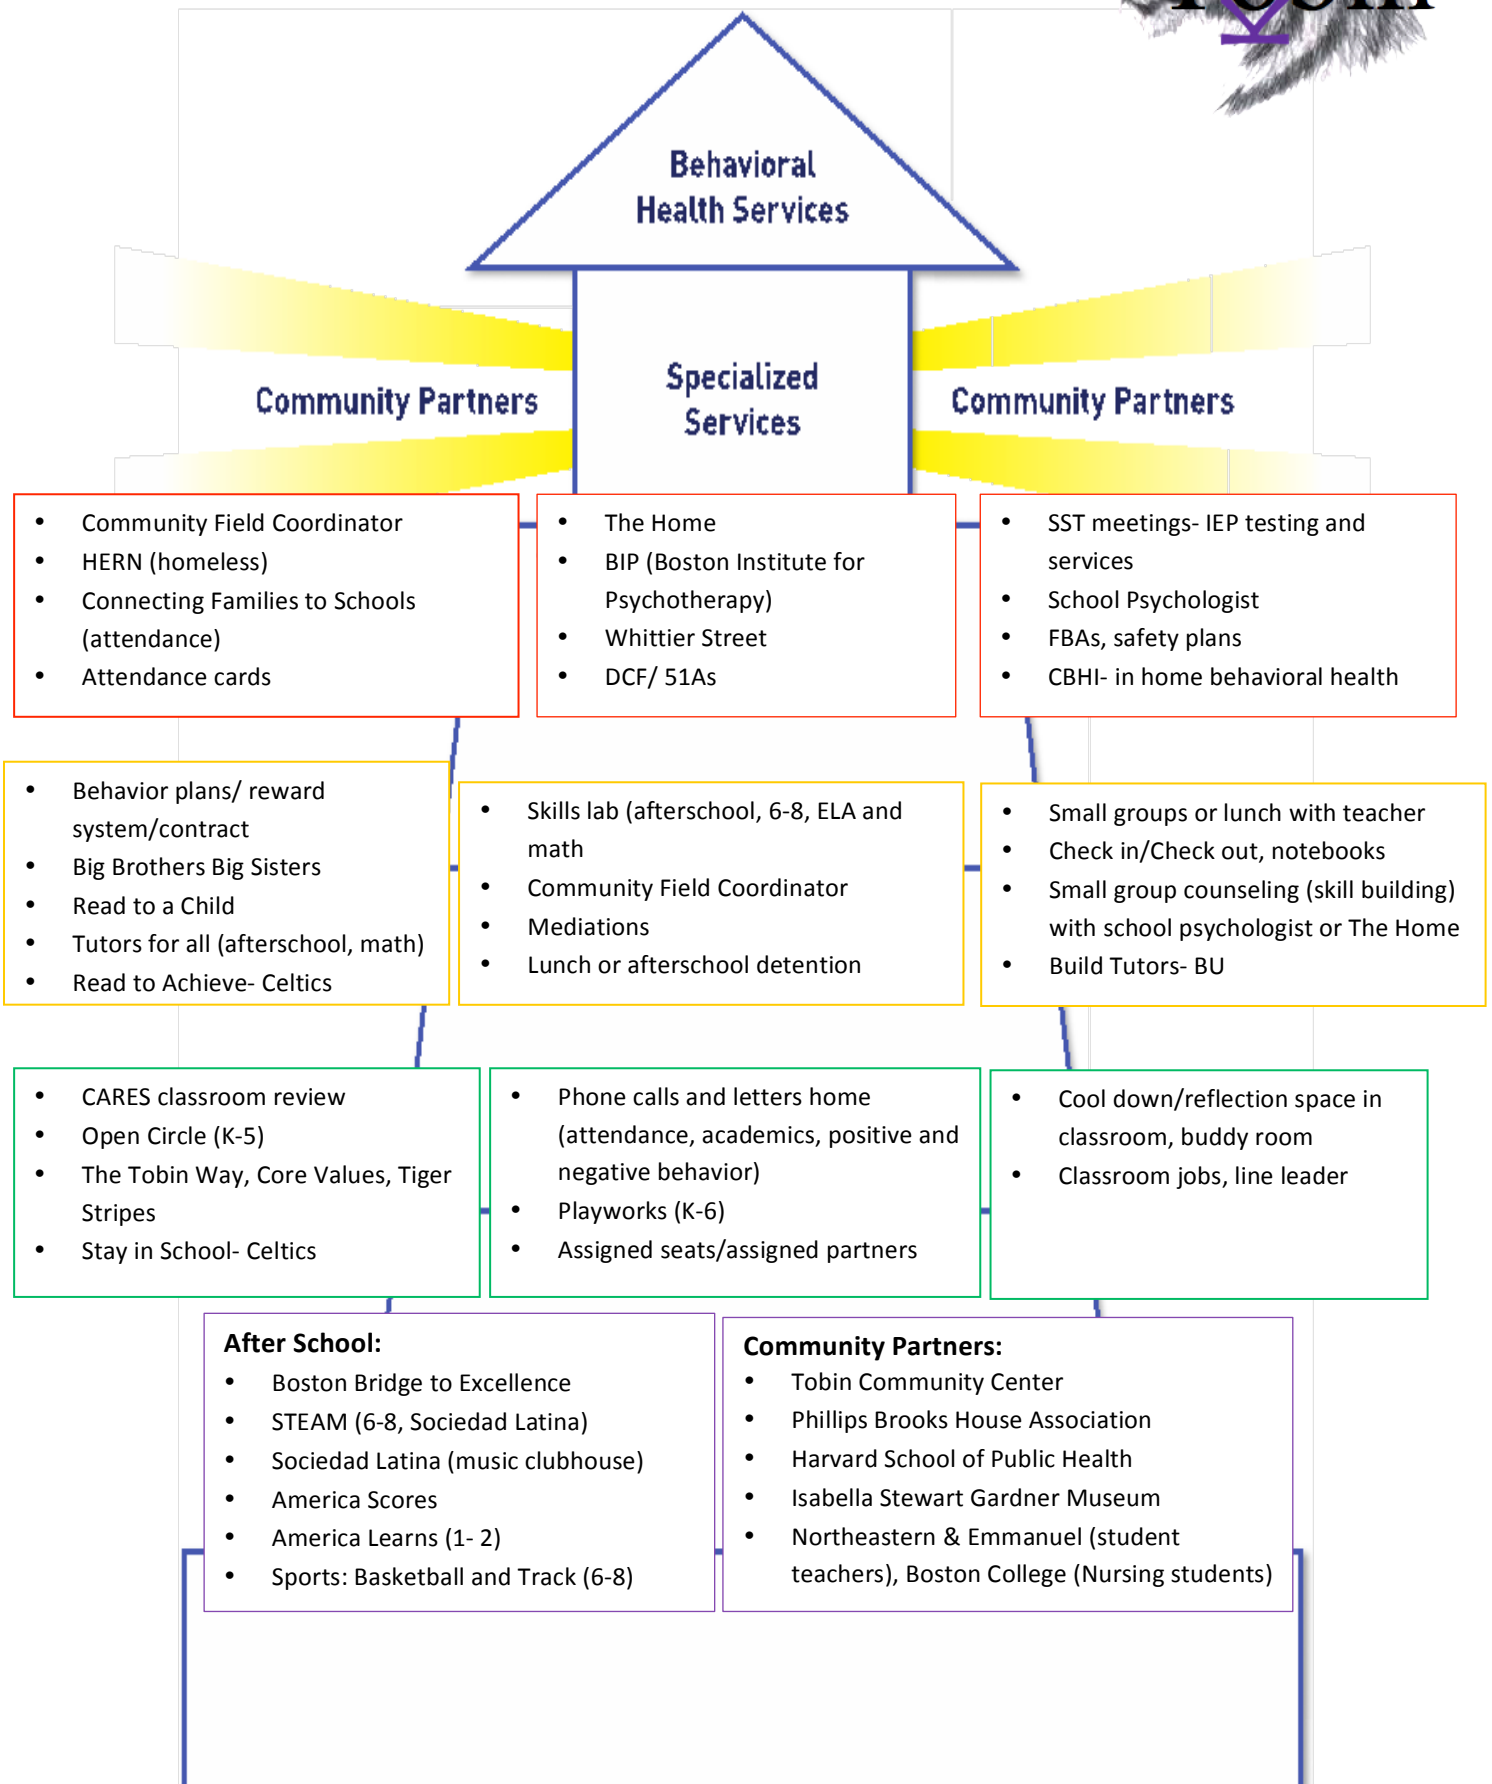 Tobin
K
Behavioral
Health Services
Community Partners
Specialized
Services
Community Partners
• Community Field Coordinator
• HERN (homeless)
• Connecting Families to Schools
(attendance)
• Attendance cards
• The Home
• BIP (Boston Institute for
Psychotherapy)
• Whittier Street
• DCF/ 51As
• SST meetings- IEP testing and
services
• School Psychologist
• FBAs, safety plans
• CBHI- in home behavioral health
• Behavior plans/ reward
system/contract
• Big Brothers Big Sisters
• Read to a Child
• Tutors for all (afterschool, math)
• Read to Achieve- Celtics
• Skills lab (afterschool, 6-8, ELA and
math
• Community Field Coordinator
• Mediations
• Lunch or afterschool detention
• Small groups or lunch with teacher
• Check in/Check out, notebooks
• Small group counseling (skill building)
with school psychologist or The Home
• Build Tutors- BU
• CARES classroom review
• Open Circle (K-5)
• The Tobin Way, Core Values, Tiger
Stripes
• Stay in School- Celtics
• Phone calls and letters home
(attendance, academics, positive and
negative behavior)
• Playworks (K-6)
• Assigned seats/assigned partners
• Cool down/reflection space in
classroom, buddy room
• Classroom jobs, line leader
After School:
• Boston Bridge to Excellence
• STEAM (6-8, Sociedad Latina)
• Sociedad Latina (music clubhouse)
• America Scores
• America Learns (1- 2)
• Sports: Basketball and Track (6-8)
Community Partners:
• Tobin Community Center
• Phillips Brooks House Association
• Harvard School of Public Health
• Isabella Stewart Gardner Museum
• Northeastern & Emmanuel (student
teachers), Boston College (Nursing students)